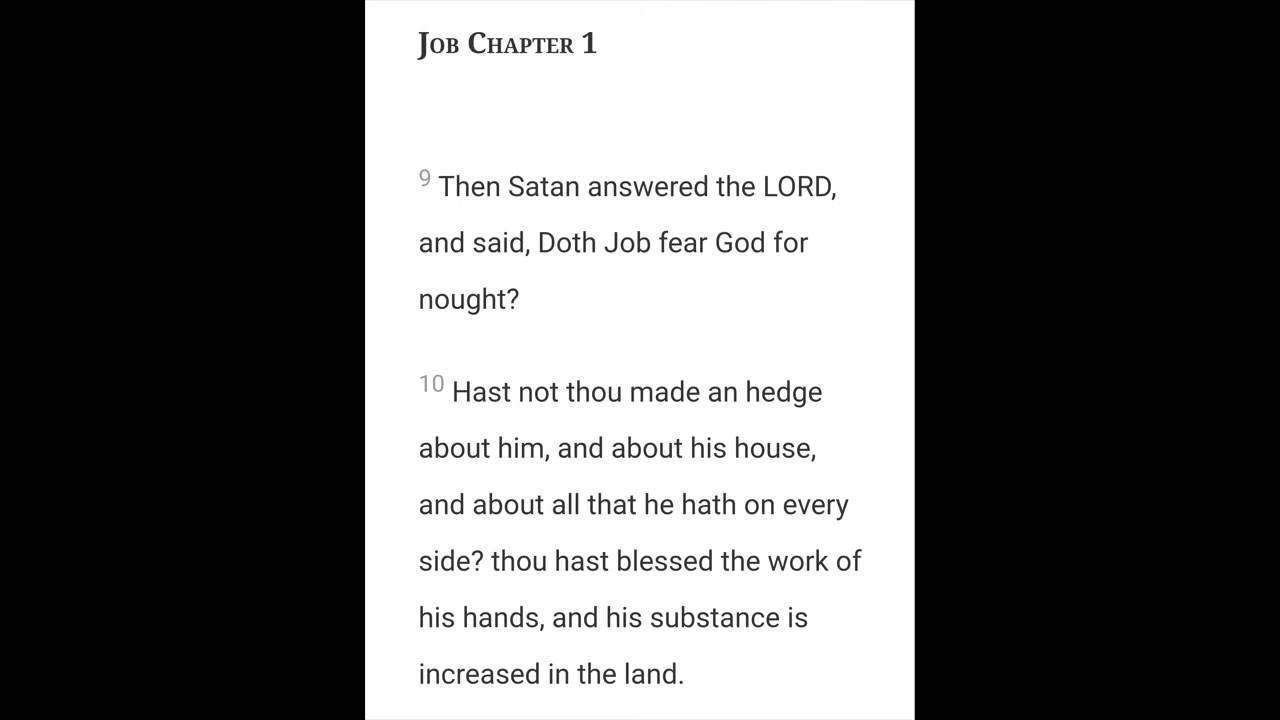 Job Chapter 1
9 Then Satan answered the LORD,
and said, Doth Job fear God for
nought?
10 Hast not thou made an hedge
about him, and about his house,
and about all that he hath on every
side? thou hast blessed the work of
his hands, and his substance is
increased in the land.